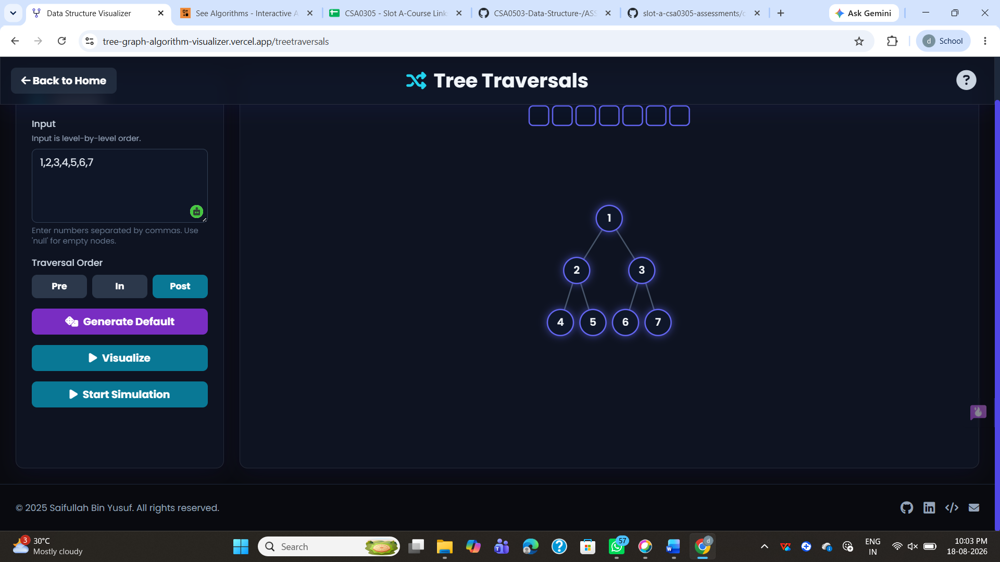 Data Structure Visualizer
See Algorithms - Interactive A
CSA0305 - Slot A-Course Link
CSA0503-Data-Structure-/ASS
slot-a-csa0305-assessments/c
Ask Gemini
tree-graph-algorithm-visualizer.vercel.app/treetraversals
d School
Back to Home
Tree Traversals
?
Input
Input is level-by-level order.
1,2,3,4,5,6,7
Enter numbers separated by commas. Use
'null' for empty nodes.
Traversal Order
Pre In Post
Generate Default
Visualize
Start Simulation
1
2 3
4 5 6 7
© 2025 Saifullah Bin Yusuf. All rights reserved.
3
30°C
Mostly cloudy
Search
57
d
ENG
IN
10:03 PM
18-08-2026